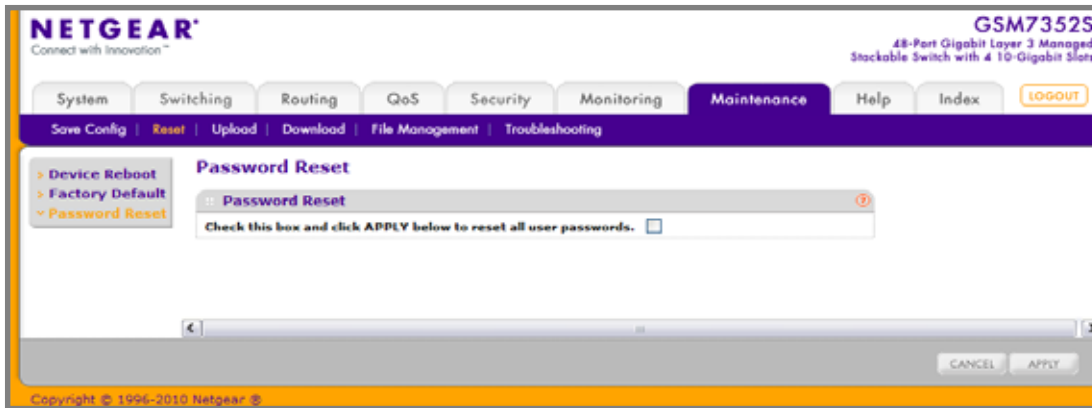 NETGEAR®
Connect with Innovation™
GSM7352S
48-Port Gigabit Layer 3 Managed
Stackable Switch with 4 10-Gigabit Slots
System Switching Routing QoS Security Monitoring Maintenance Help Index LOGOUT
Save Config | Reset | Upload | Download | File Management | Troubleshooting
Device Reboot
Factory Default
Password Reset
Password Reset
Password Reset
Check this box and click APPLY below to reset all user passwords.
CANCEL APPLY
Copyright © 1996-2010 Netgear ®